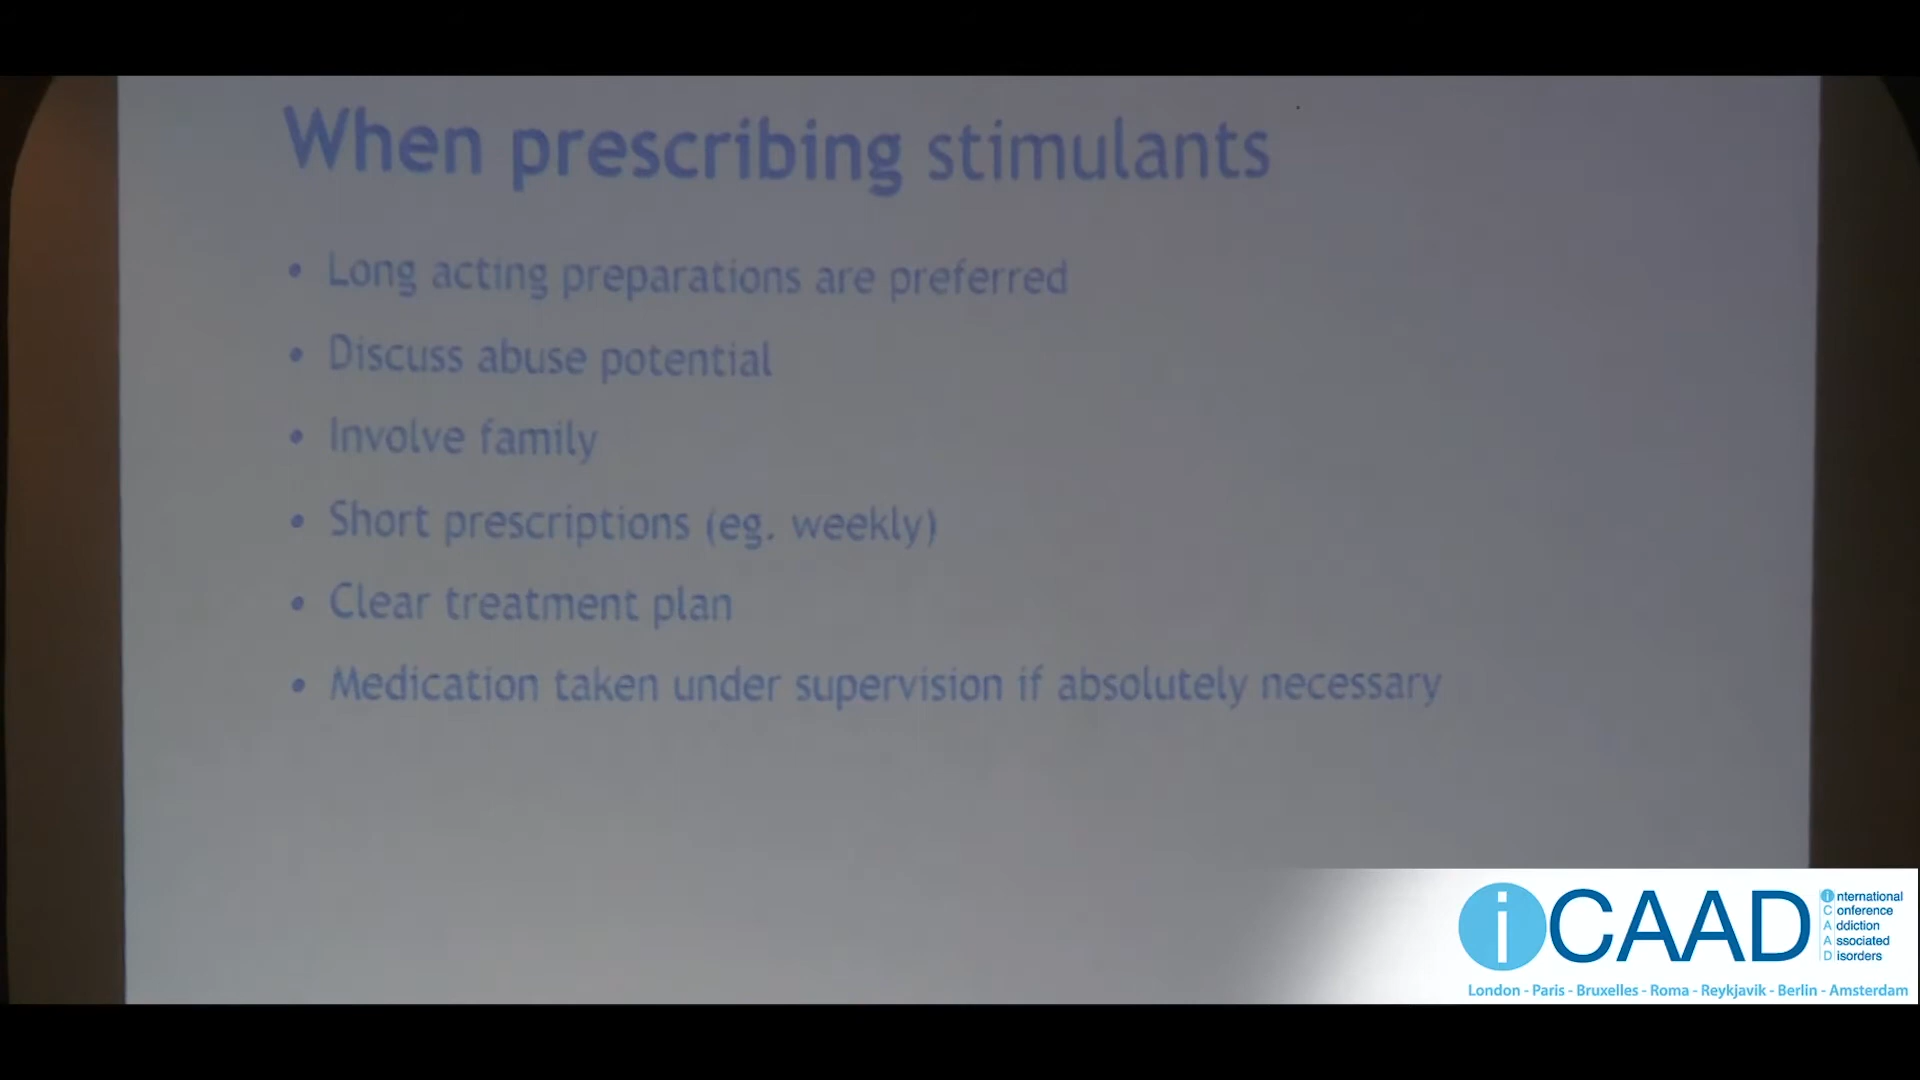 When prescribing stimulants
• Long acting preparations are preferred
• Discuss abuse potential
• Involve family
• Short prescriptions (eg. weekly)
• Clear treatment plan
• Medication taken under supervision if absolutely necessary
iCAAD
international
Conference
Addiction
Associated
Disorders
London - Paris - Bruxelles - Roma - Reykjavik - Berlin - Amsterdam